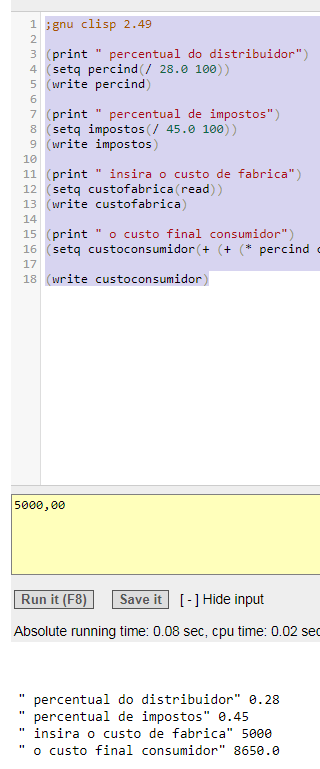 1 ;gnu clisp 2.49
2
3 (print " percentual do distribuidor")
4 (setq percind(/ 28.0 100))
5 (write percind)
6
7 (print " percentual de impostos")
8 (setq impostos(/ 45.0 100))
9 (write impostos)
10
11 (print " insira o custo de fabrica")
12 (setq custofabrica(read))
13 (write custofabrica)
14
15 (print " o custo final consumidor")
16 (setq custoconsumidor(+ (+ (* percind
17
18 (write custoconsumidor)
5000,00
Run it (F8) Save it [ - ] Hide input
Absolute running time: 0.08 sec, cpu time: 0.02 sec
" percentual do distribuidor" 0.28
" percentual de impostos" 0.45
" insira o custo de fabrica" 5000
" o custo final consumidor" 8650.0